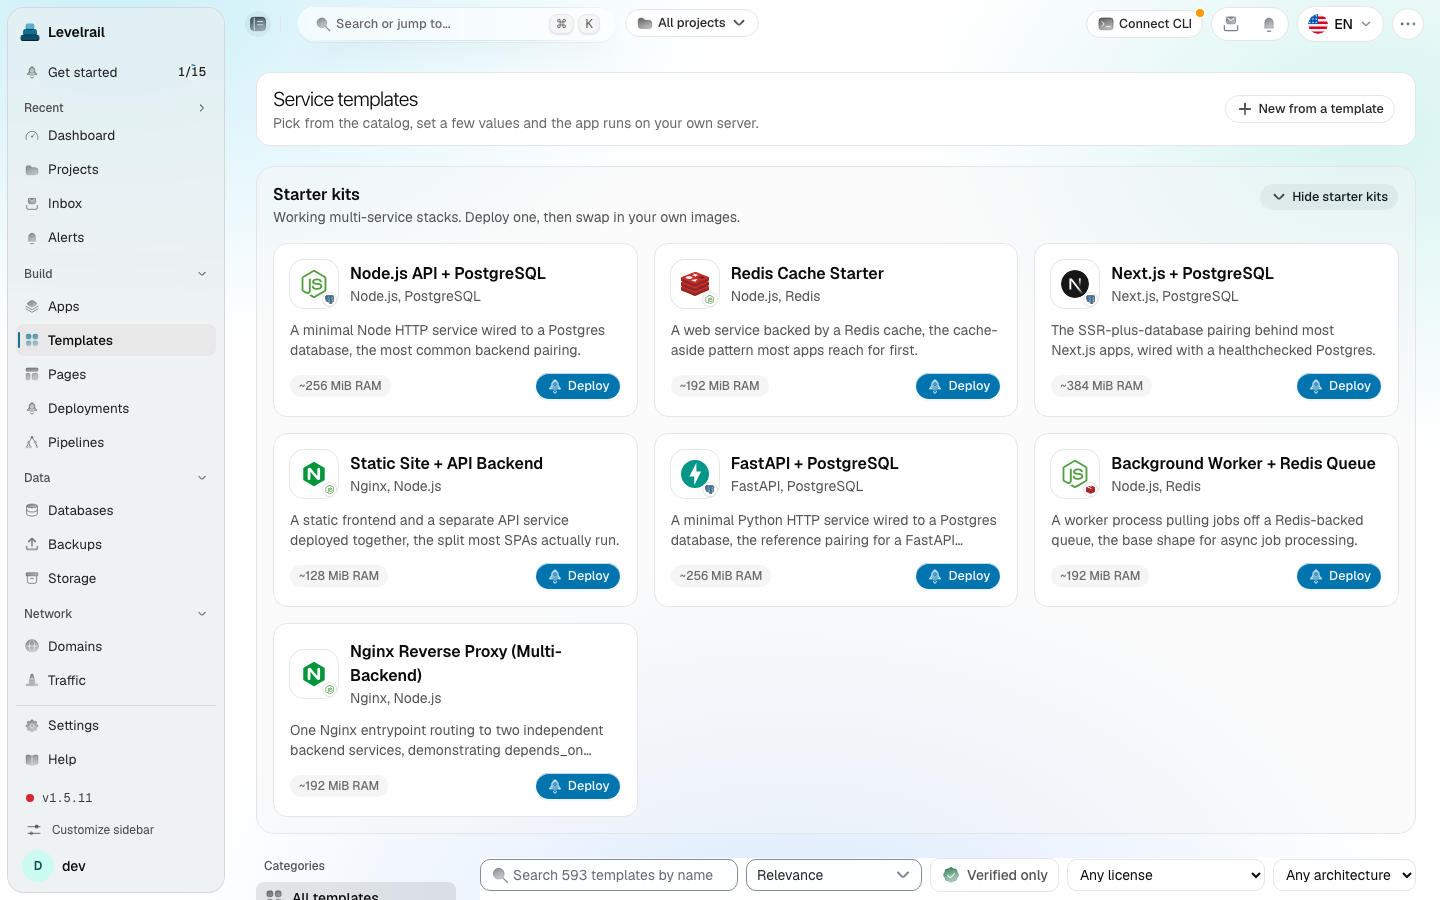 Levelrail
Get started 1/15
Recent
Dashboard
Projects
Inbox
Alerts
Build
Apps
Templates
Pages
Deployments
Pipelines
Data
Databases
Backups
Storage
Network
Domains
Traffic
Settings
Help
v1.5.11
Customize sidebar
D dev
Search or jump to... ⌘ K
All projects
Connect CLI
EN
Service templates
Pick from the catalog, set a few values and the app runs on your own server.
New from a template
Starter kits
Working multi-service stacks. Deploy one, then swap in your own images.
Hide starter kits
Node.js API + PostgreSQL
Node.js, PostgreSQL
A minimal Node HTTP service wired to a Postgres
database, the most common backend pairing.
~256 MiB RAM
Deploy
Redis Cache Starter
Node.js, Redis
A web service backed by a Redis cache, the cache-
aside pattern most apps reach for first.
~192 MiB RAM
Deploy
Next.js + PostgreSQL
Next.js, PostgreSQL
The SSR-plus-database pairing behind most
Next.js apps, wired with a healthchecked Postgres.
~384 MiB RAM
Deploy
Static Site + API Backend
Nginx, Node.js
A static frontend and a separate API service
deployed together, the split most SPAs actually run.
~128 MiB RAM
Deploy
FastAPI + PostgreSQL
FastAPI, PostgreSQL
A minimal Python HTTP service wired to a Postgres
database, the reference pairing for a FastAPI…
~256 MiB RAM
Deploy
Background Worker + Redis Queue
Node.js, Redis
A worker process pulling jobs off a Redis-backed
queue, the base shape for async job processing.
~192 MiB RAM
Deploy
Nginx Reverse Proxy (Multi-
Backend)
Nginx, Node.js
One Nginx entrypoint routing to two independent
backend services, demonstrating depends_on…
~192 MiB RAM
Deploy
Categories
All templates
Search 593 templates by name
Relevance
Verified only
Any license
Any architecture